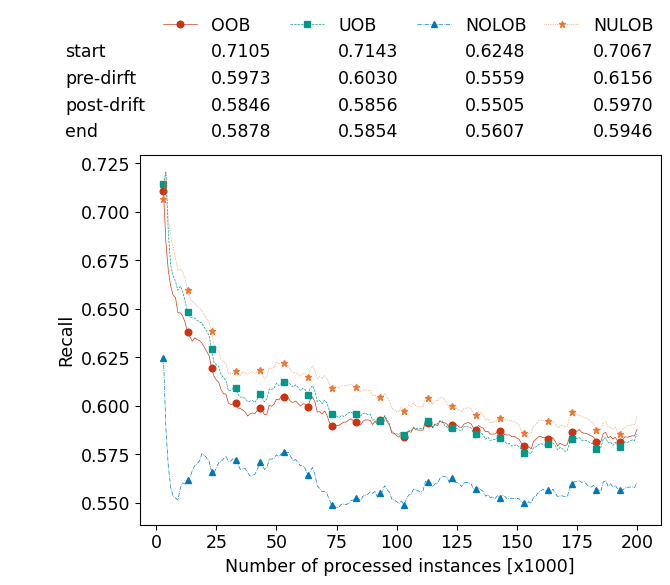 OOB UOB NOLOB NULOB
start 0.7105 0.7143 0.6248 0.7067
pre-dirft 0.5973 0.6030 0.5559 0.6156
post-drift 0.5846 0.5856 0.5505 0.5970
end 0.5878 0.5854 0.5607 0.5946
0.725
0.700
0.675
0.650
0.625
0.600
0.575
0.550
Recall
0 25 50 75 100 125 150 175 200
Number of processed instances [x1000]